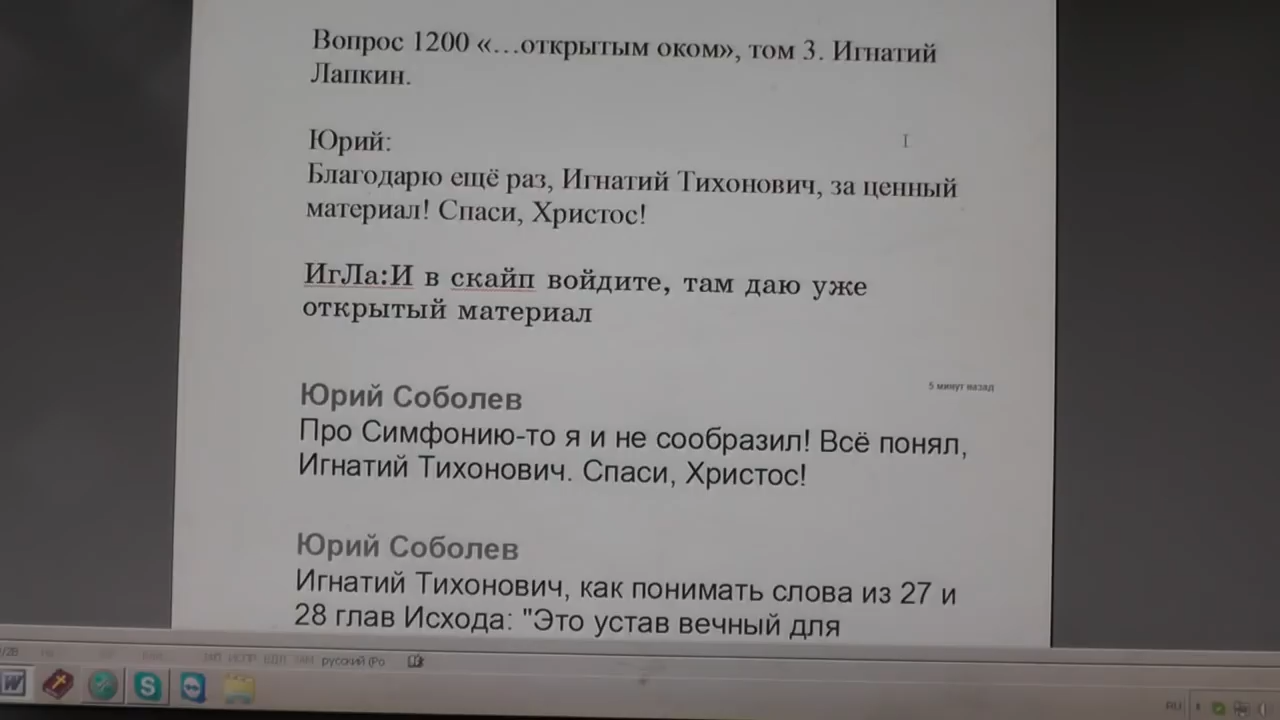 Вопрос 1200 «…открытым оком», том 3. Игнатий
Лапкин.
Юрий:
Благодарю ещё раз, Игнатий Тихонович, за ценный
материал! Спаси, Христос!
ИгЛа:И в скайп войдите, там даю уже
открытый материал
5 минут назад
Юрий Соболев
Про Симфонию-то я и не сообразил! Всё понял,
Игнатий Тихонович. Спаси, Христос!
Юрий Соболев
Игнатий Тихонович, как понимать слова из 27 и
28 глав Исхода: "Это устав вечный для
русский (Ро
RU